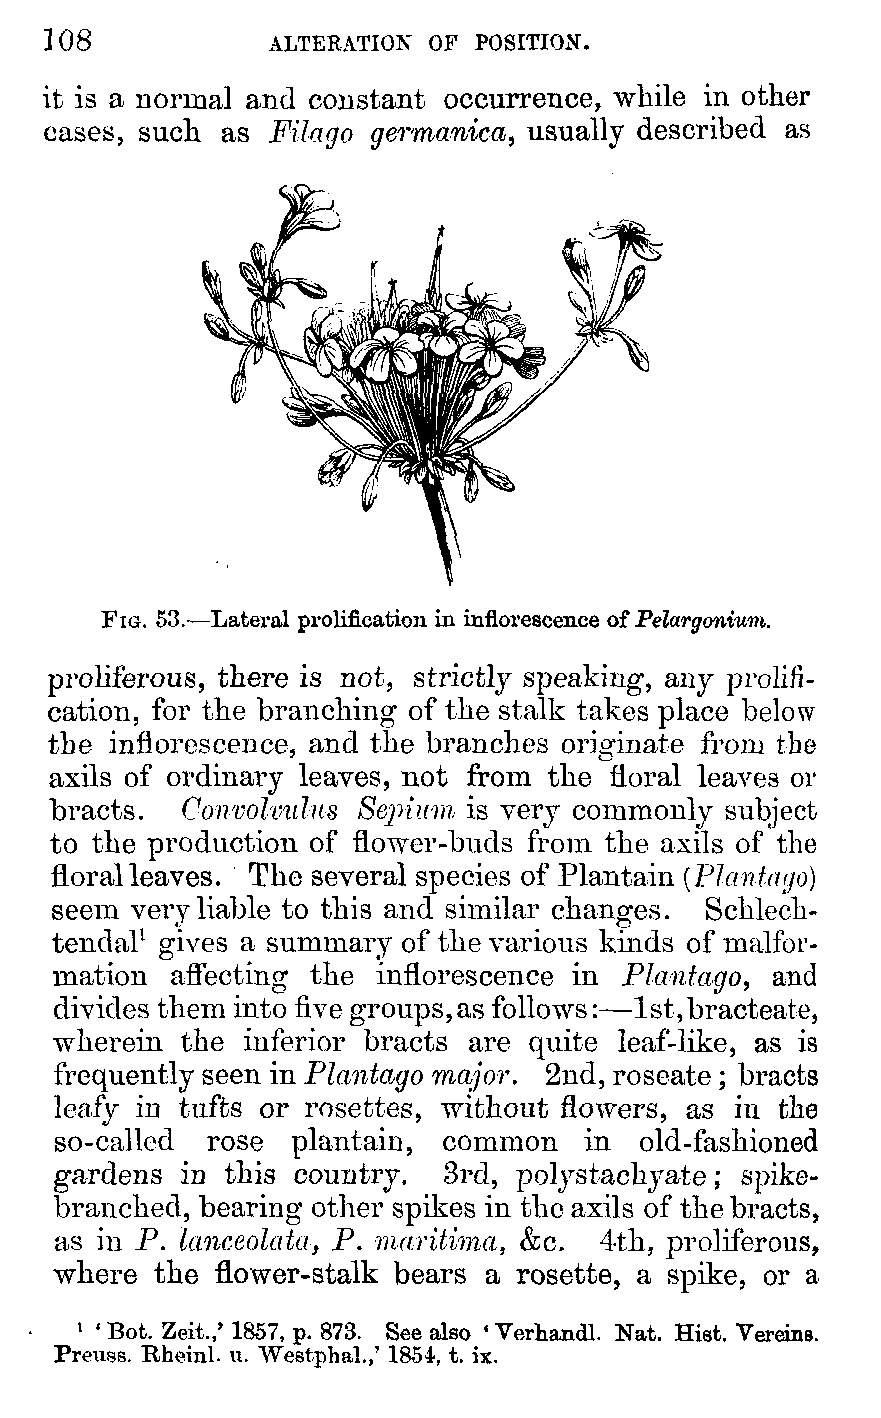 108 ALTERATION OF POSITION.
it is a normal and constant occurrence, while in other
cases, such as Filago germanica, usually described as
FIG. 53.—Lateral prolification in inflorescence of Pelargonium.
proliferous, there is not, strictly speaking, any prolifi-
cation, for the branching of the stalk takes place below
the inflorescence, and the branches originate from the
axils of ordinary leaves, not from the floral leaves or
bracts. Convolvulus Sepium is very commonly subject
to the production of flower-buds from the axils of the
floral leaves. The several species of Plantain (Plantago)
seem very liable to this and similar changes. Schlech-
tendal¹ gives a summary of the various kinds of malfor-
mation affecting the inflorescence in Plantago, and
divides them into five groups, as follows:—1st, bracteate,
wherein the inferior bracts are quite leaf-like, as is
frequently seen in Plantago major. 2nd, roseate; bracts
leafy in tufts or rosettes, without flowers, as in the
so-called rose plantain, common in old-fashioned
gardens in this country. 3rd, polystachyate; spike-
branched, bearing other spikes in the axils of the bracts,
as in P. lanceolata, P. maritima, &c. 4th, proliferous,
where the flower-stalk bears a rosette, a spike, or a
¹ 'Bot. Zeit.,' 1857, p. 873. See also 'Verhandl. Nat. Hist. Vereins.
Preuss. Rheinl. u. Westphal.,' 1854, t. ix.